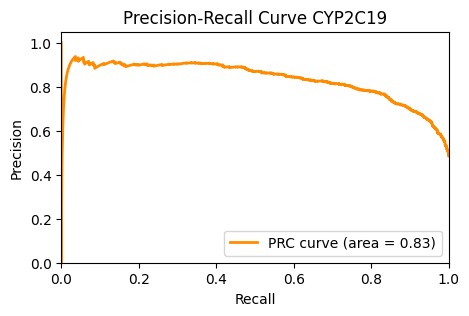 Precision-Recall Curve CYP2C19
1.0
0.8
0.6
0.4
0.2
0.0
Precision
0.0 0.2 0.4 0.6 0.8 1.0
Recall
PRC curve (area = 0.83)